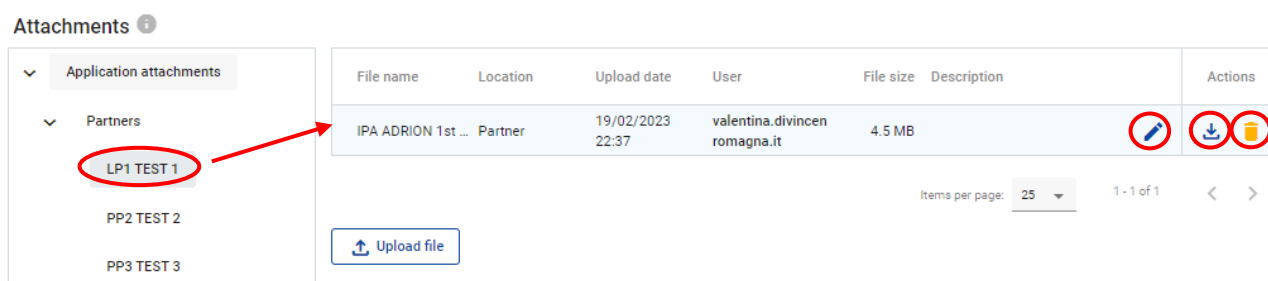 Attachments
Application attachments
Partners
LP1 TEST 1
PP2 TEST 2
PP3 TEST 3
File name Location Upload date User File size Description Actions
IPA ADRION 1st ... Partner 19/02/2023 22:37 valentina.divincen romagna.it 4.5 MB
Items per page: 25 1 - 1 of 1
Upload file